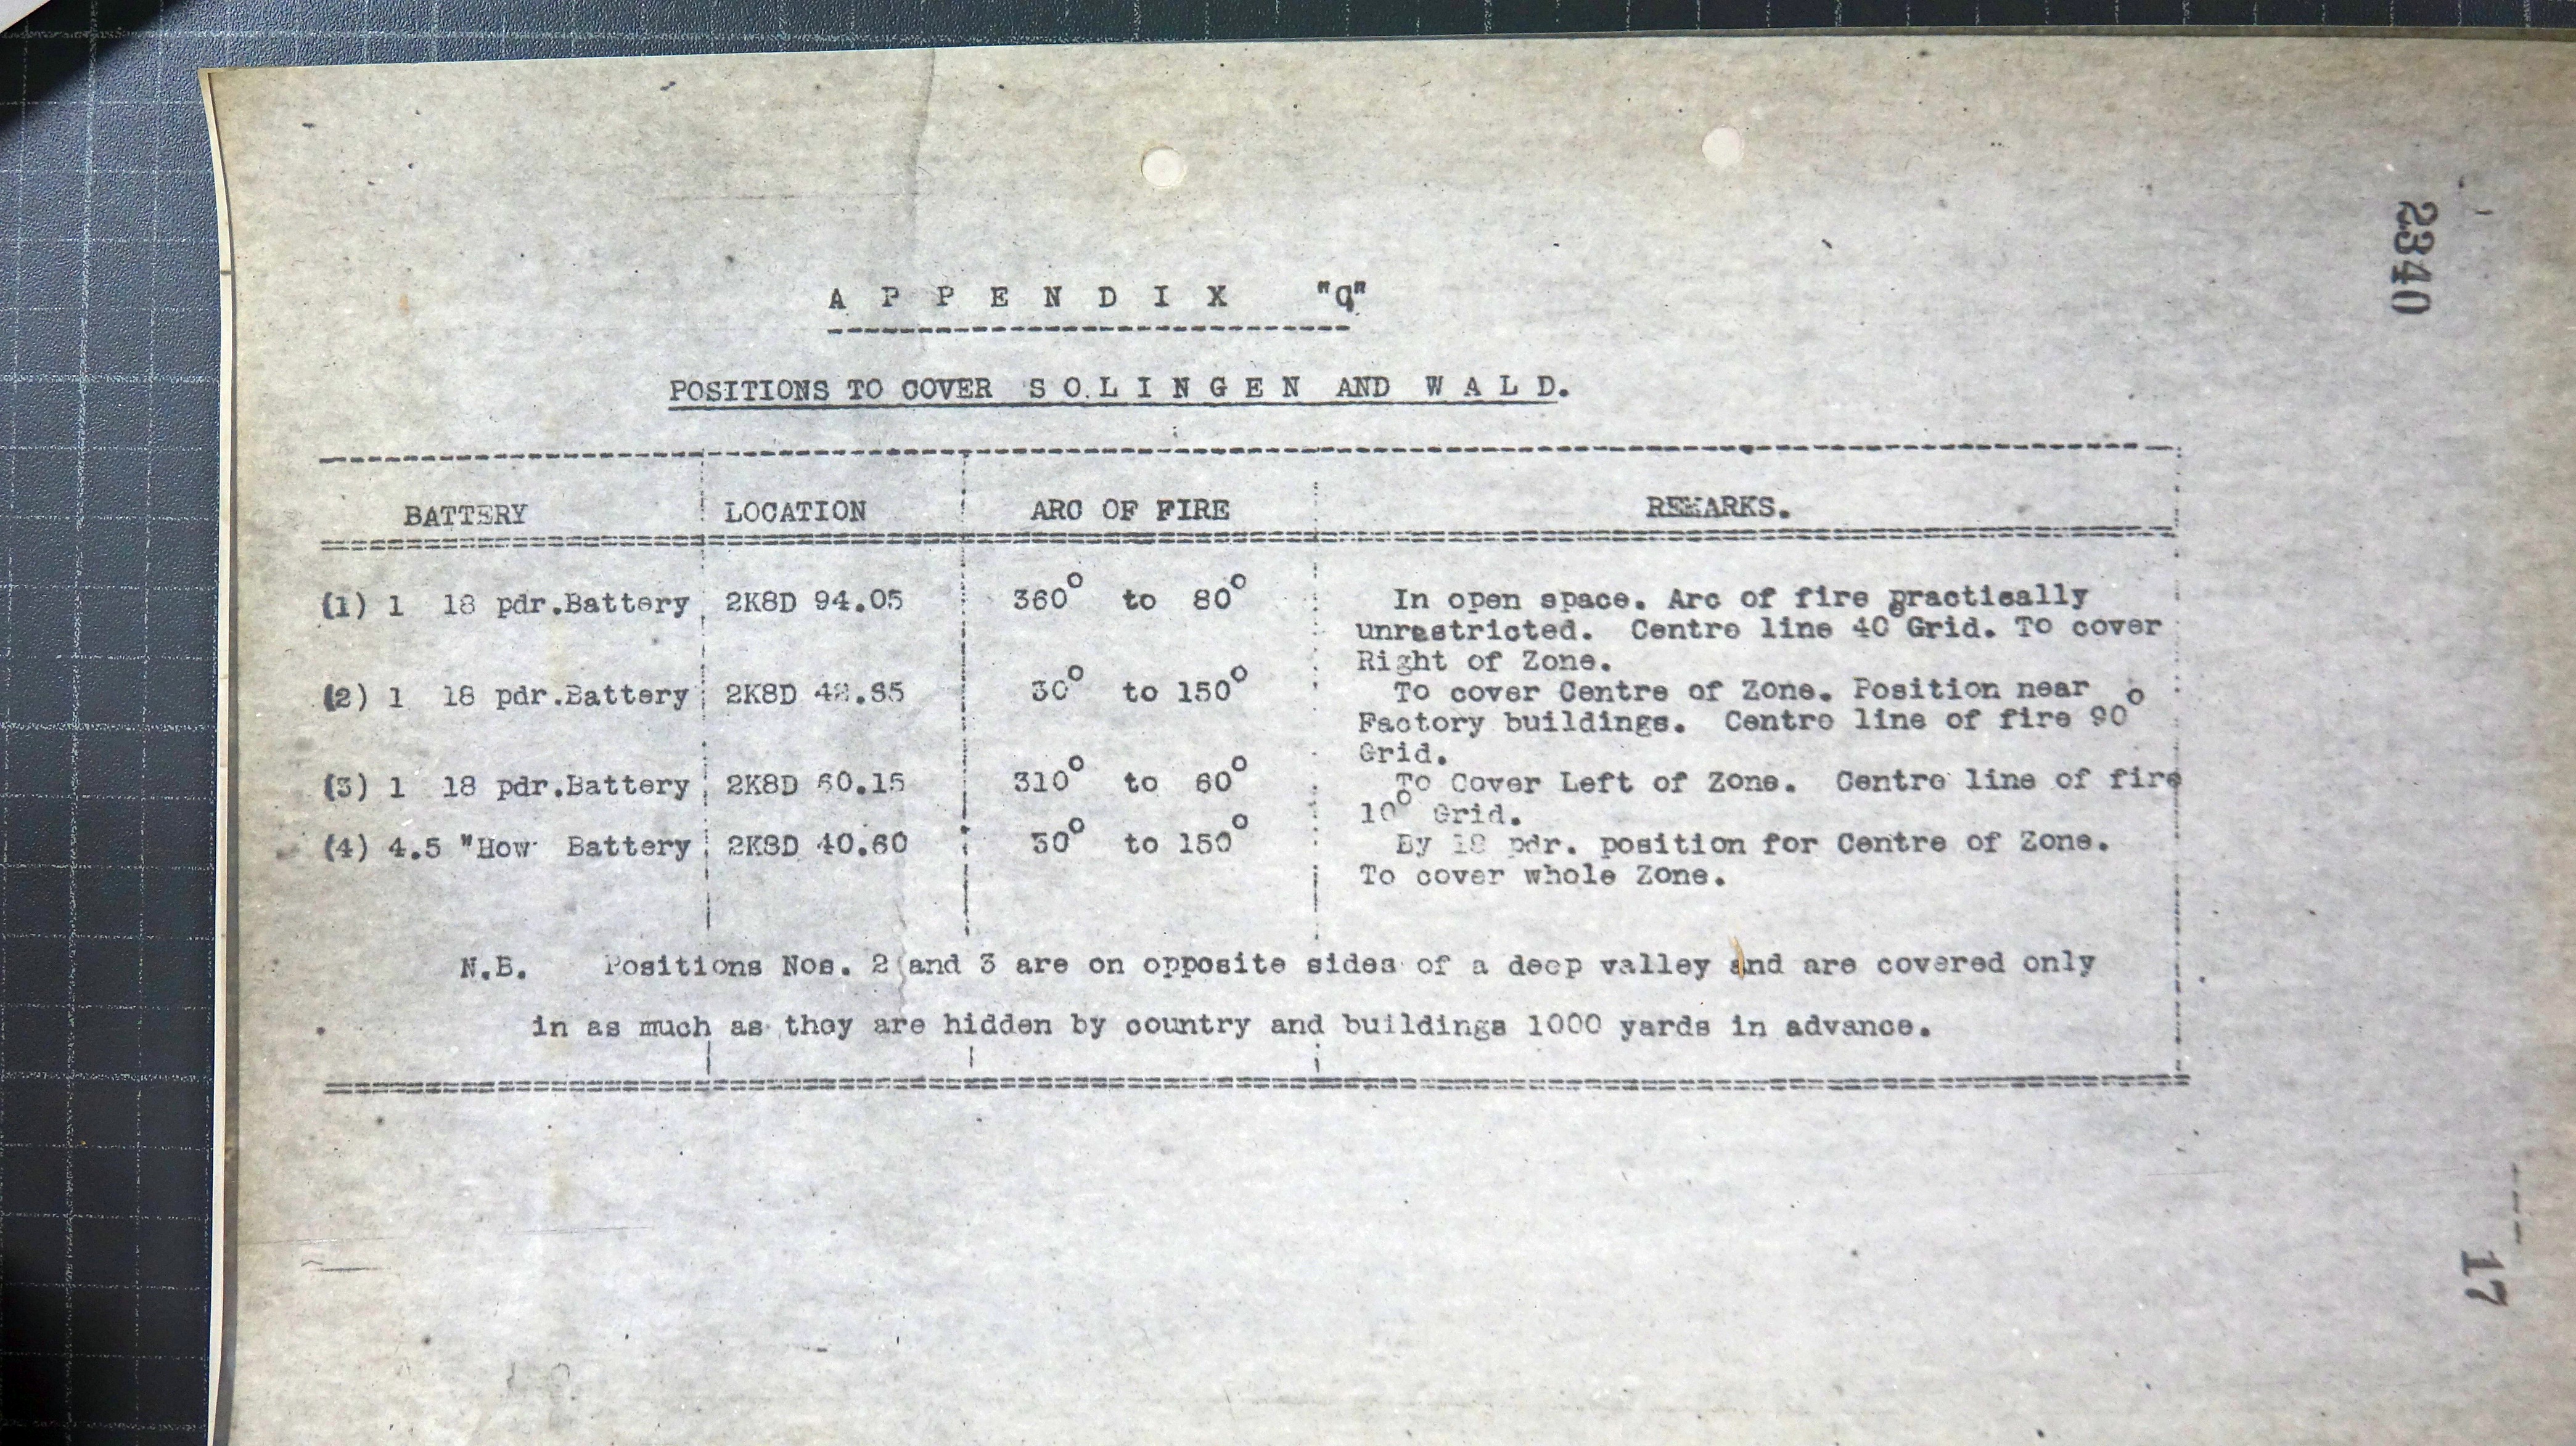 A P P E N D I X "Q"
POSITIONS TO COVER S O L I N G E N AND W A L D.
BATTERY LOCATION ARC OF FIRE REMARKS.
(1) 1 18 pdr.Battery 2K8D 94.05 360° to 80° In open space. Arc of fire practically
unrestricted. Centre line 40° Grid. To cover
Right of Zone.
(2) 1 18 pdr.Battery 2K8D 30° to 150° To cover Centre of Zone. Position near
Factory buildings. Centre line of fire 90°
Grid.
(3) 1 18 pdr.Battery 2K8D 60.15 310° to 60° To Cover Left of Zone. Centre line of fire
10° Grid.
(4) 4.5 "How Battery 2K8D 40.60 30° to 150° By 18 pdr. position for Centre of Zone.
To cover whole Zone.
N.B. Positions Nos. 2 and 3 are on opposite sides of a deep valley and are covered only
in as much as they are hidden by country and buildings 1000 yards in advance.
2340
17